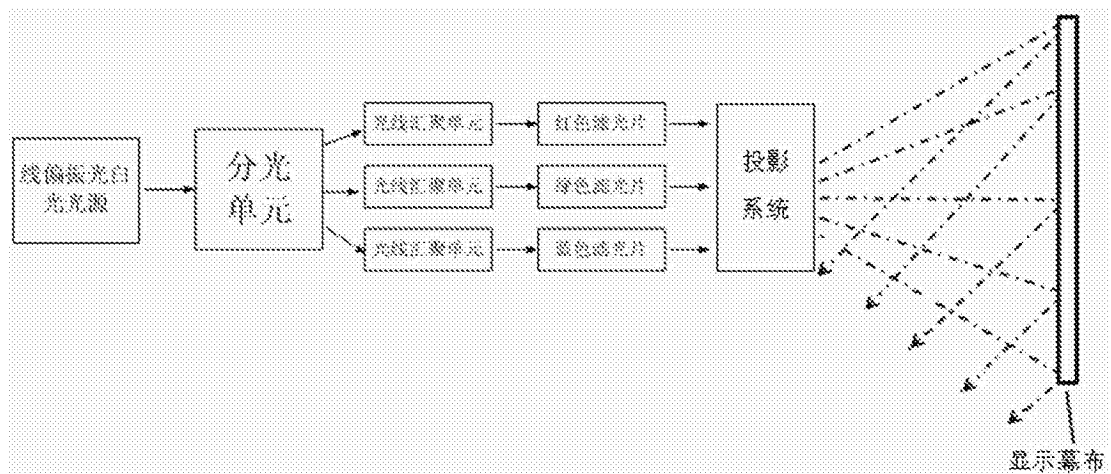 线偏振光白
光光源
分光
单元
光线汇聚单元
光线汇聚单元
光线汇聚单元
红色滤光片
绿色滤光片
蓝色滤光片
投影
系统
显示幕布